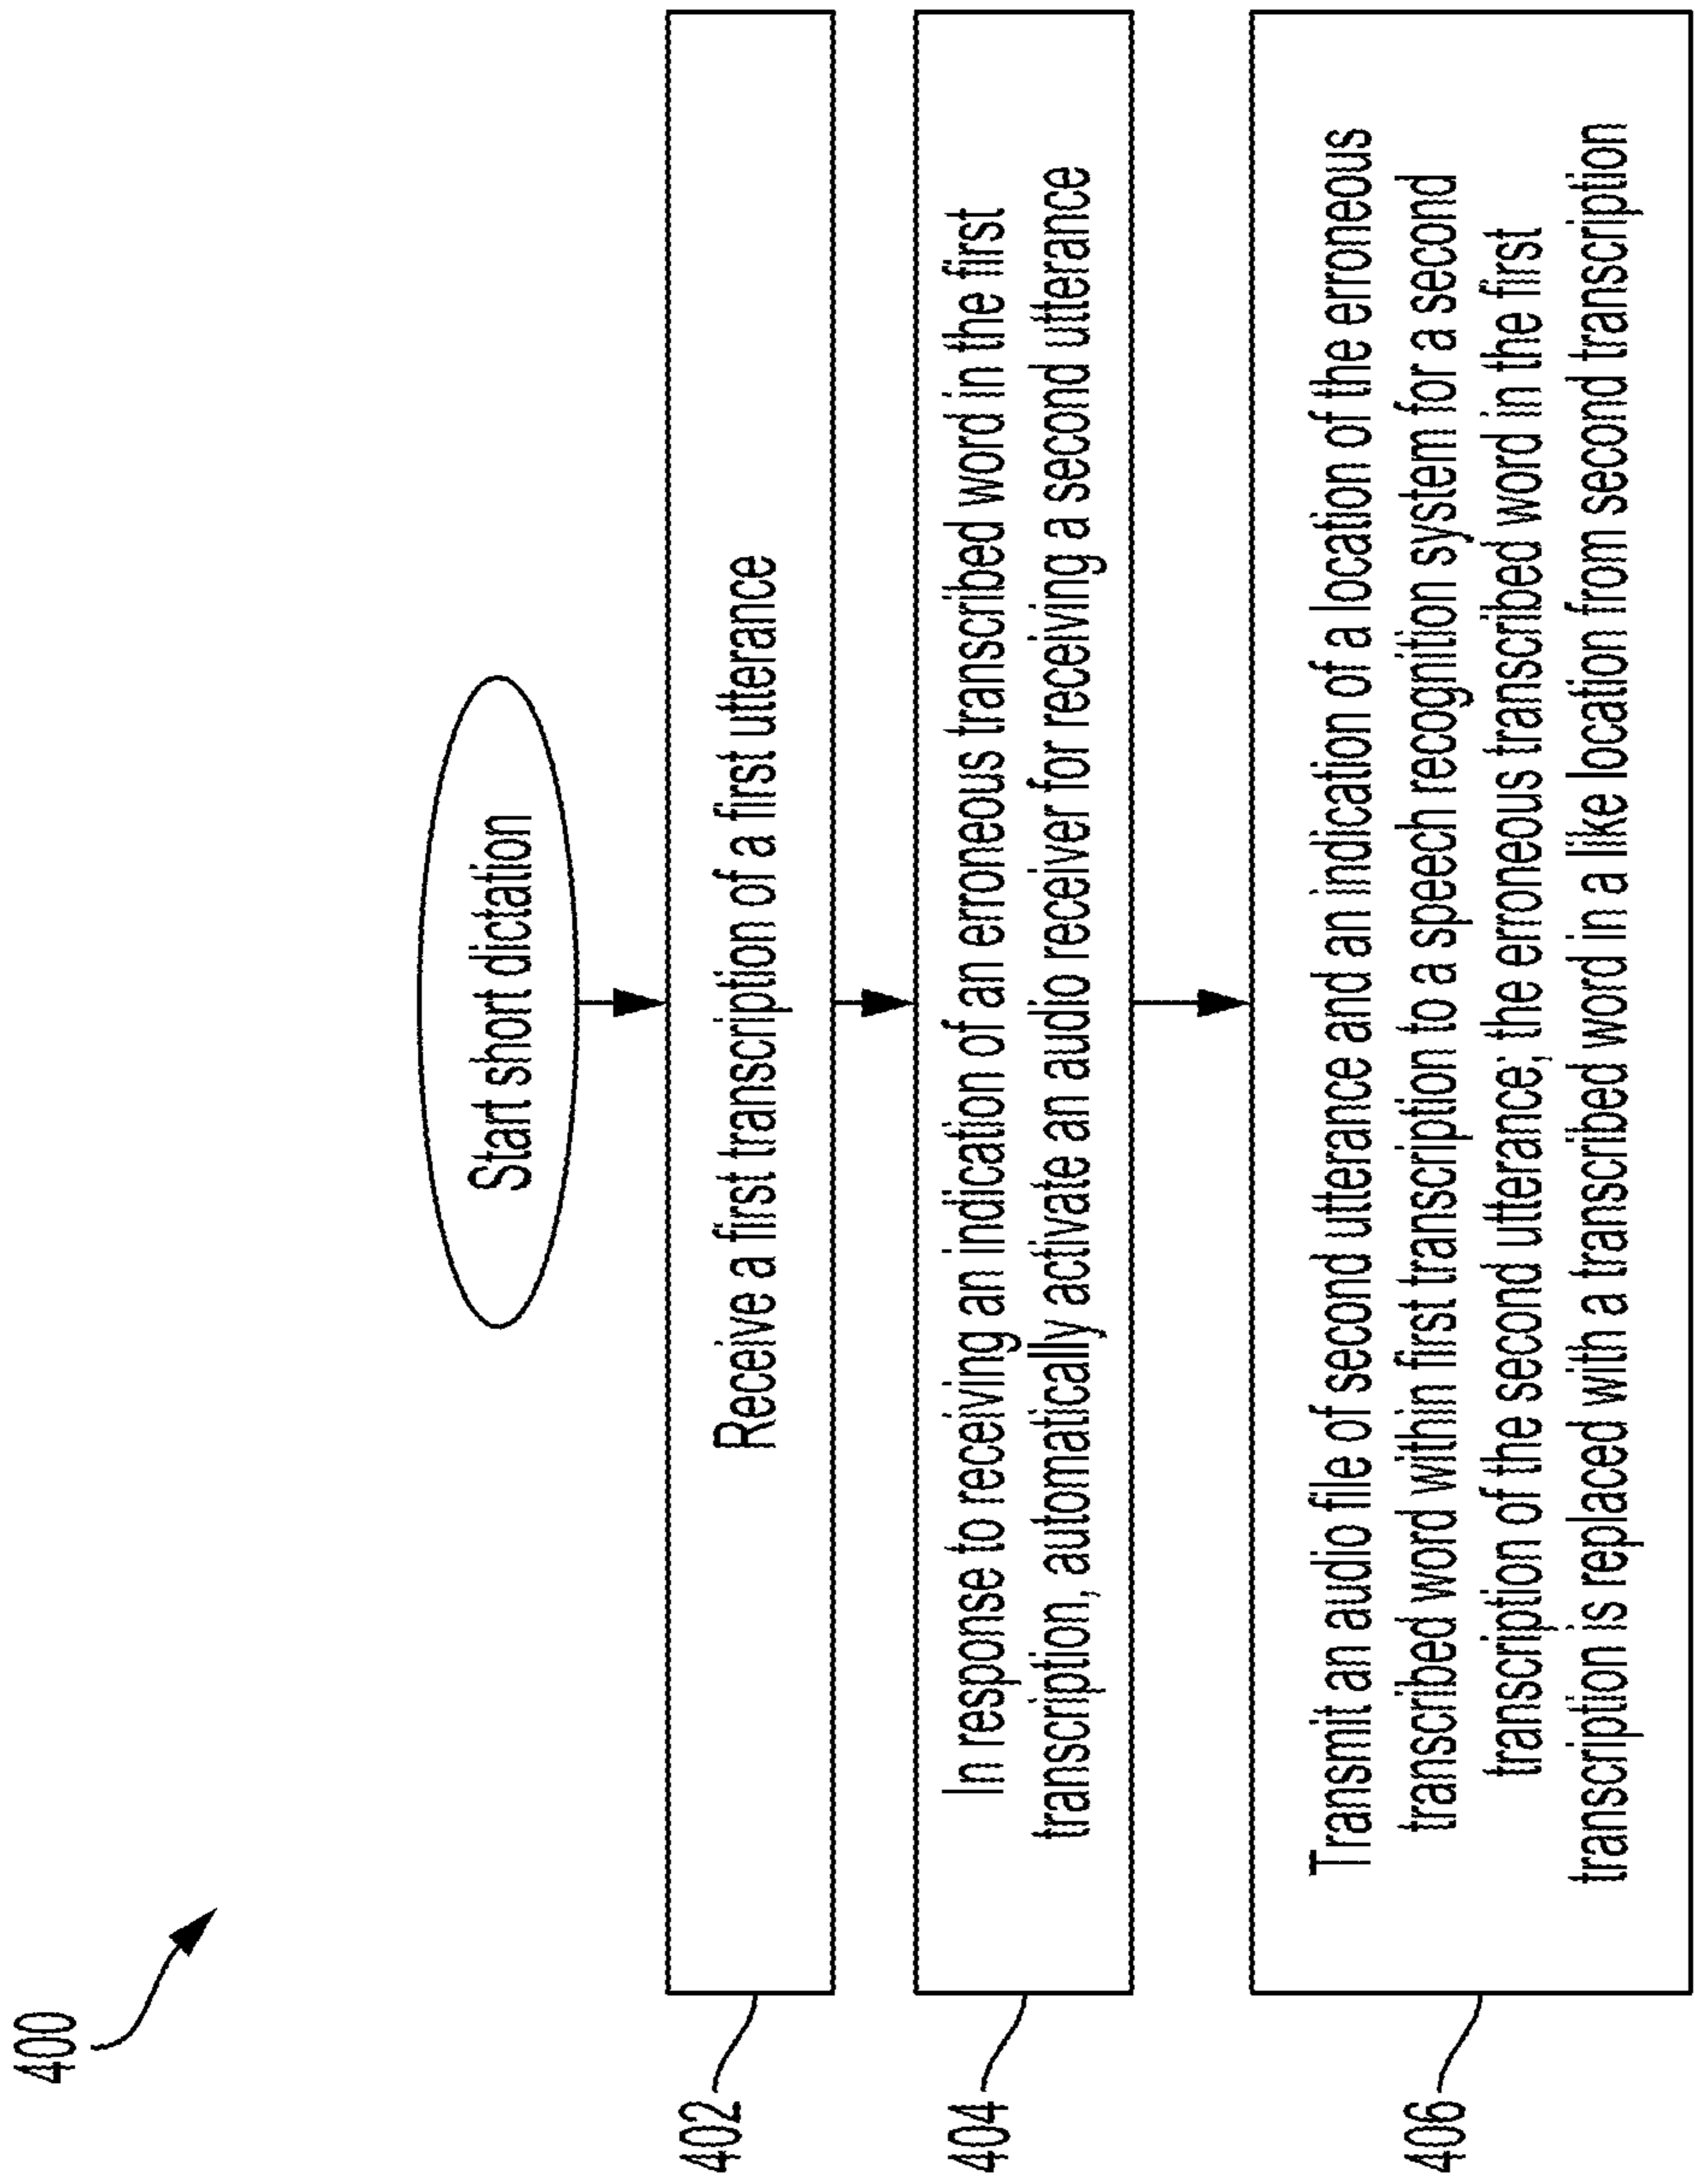 400
Start short dictation
402
Receive a first transcription of a first utterance
404
In response to receiving an indication of an erroneous transcribed word in the first
transcription, automatically activate an audio receiver for receiving a second utterance
406
Transmit an audio file of second utterance and an indication of a location of the erroneous
transcribed word within first transcription to a speech recognition system for a second
transcription of the second utterance; the erroneous transcribed word in the first
transcription is replaced with a transcribed word in a like location from second transcription